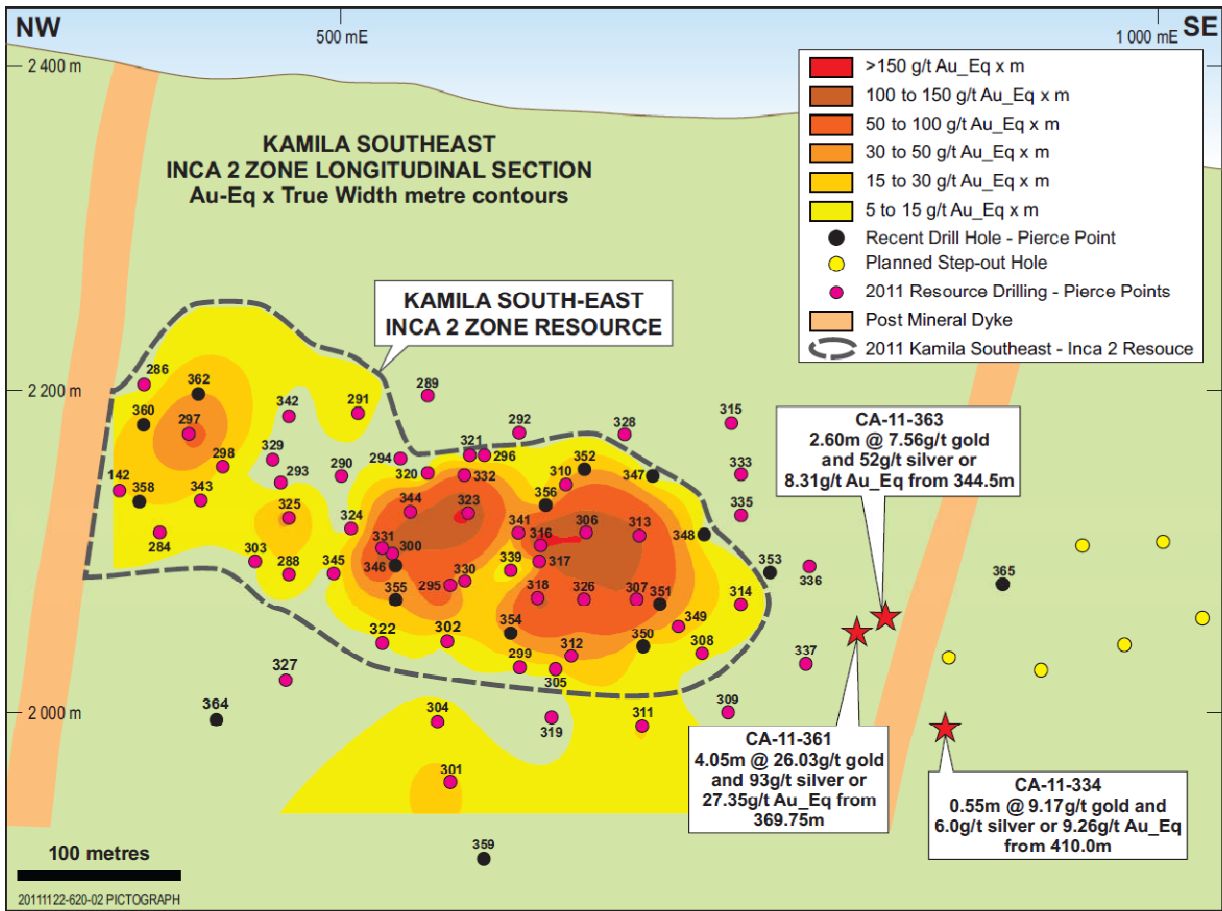 NW
500 mE
1 000 mE
SE
2 400 m
KAMILA SOUTHEAST
INCA 2 ZONE LONGITUDINAL SECTION
Au-Eq x True Width metre contours
>150 g/t Au_Eq x m
100 to 150 g/t Au_Eq x m
50 to 100 g/t Au_Eq x m
30 to 50 g/t Au_Eq x m
15 to 30 g/t Au_Eq x m
5 to 15 g/t Au_Eq x m
Recent Drill Hole - Pierce Point
Planned Step-out Hole
2011 Resource Drilling - Pierce Points
Post Mineral Dyke
2011 Kamila Southeast - Inca 2 Resouce
KAMILA SOUTH-EAST
INCA 2 ZONE RESOURCE
2 200 m
286
362
360
297
342
291
289
292
328
315
298
329
293
290
294
320
321
296
332
310
352
347
333
142
358
343
284
325
324
344
323
356
341
316
306
313
348
335
303
288
345
331
300
346
330
295
339
317
353
336
365
355
318
326
307
351
314
322
302
354
299
312
305
350
349
308
337
327
364
304
319
311
309
301
359
CA-11-363
2.60m @ 7.56g/t gold
and 52g/t silver or
8.31g/t Au_Eq from 344.5m
2 000 m
CA-11-361
4.05m @ 26.03g/t gold
and 93g/t silver or
27.35g/t Au_Eq from
369.75m
CA-11-334
0.55m @ 9.17g/t gold and
6.0g/t silver or 9.26g/t Au_Eq
from 410.0m
100 metres
20111122-620-02 PICTOGRAPH